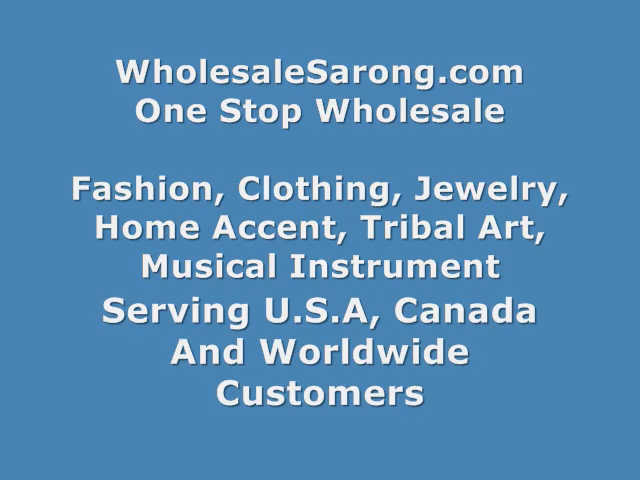 WholesaleSarong.com
One Stop Wholesale
Fashion, Clothing, Jewelry,
Home Accent, Tribal Art,
Musical Instrument
Serving U.S.A, Canada
And Worldwide
Customers